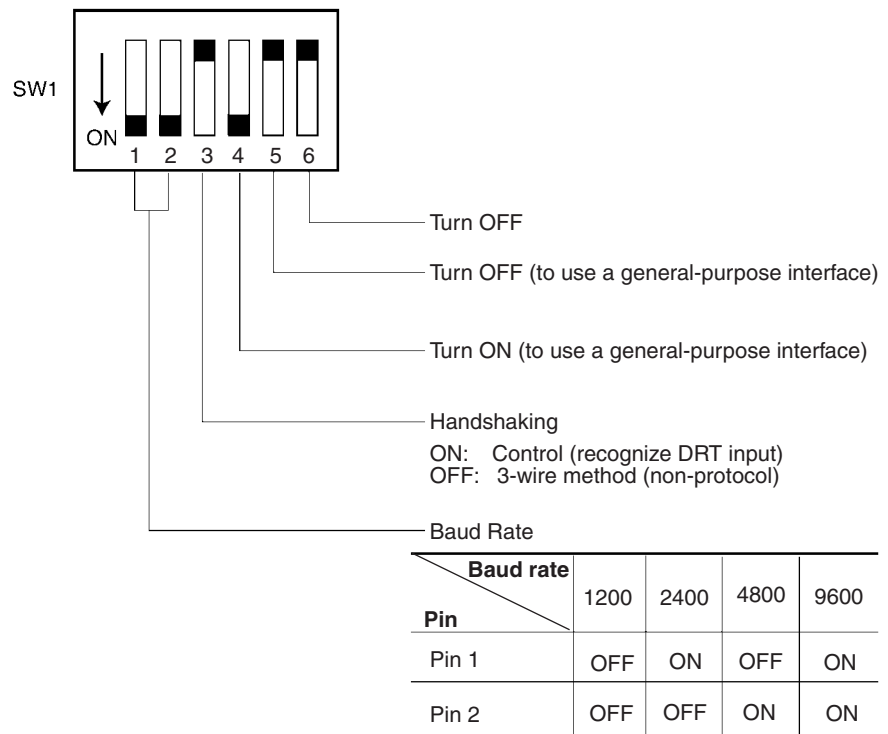 SW1
ON
1 2 3 4 5 6
Turn OFF
Turn OFF (to use a general-purpose interface)
Turn ON (to use a general-purpose interface)
Handshaking
ON: Control (recognize DRT input)
OFF: 3-wire method (non-protocol)
Baud Rate
Baud rate
Pin
1200 2400 4800 9600
Pin 1 OFF ON OFF ON
Pin 2 OFF OFF ON ON